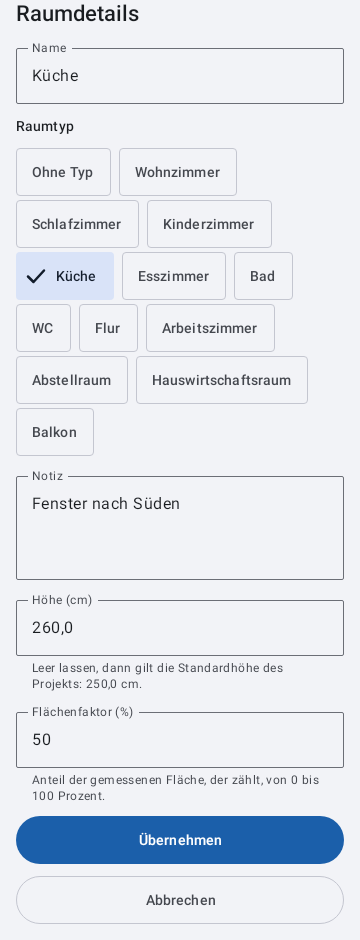 Raumdetails
Name
Küche
Raumtyp
Ohne Typ
Wohnzimmer
Schlafzimmer
Kinderzimmer
Küche
Esszimmer
Bad
WC
Flur
Arbeitszimmer
Abstellraum
Hauswirtschaftsraum
Balkon
Notiz
Fenster nach Süden
Höhe (cm)
260,0
Leer lassen, dann gilt die Standardhöhe des
Projekts: 250,0 cm.
Flächenfaktor (%)
50
Anteil der gemessenen Fläche, der zählt, von 0 bis
100 Prozent.
Übernehmen
Abbrechen